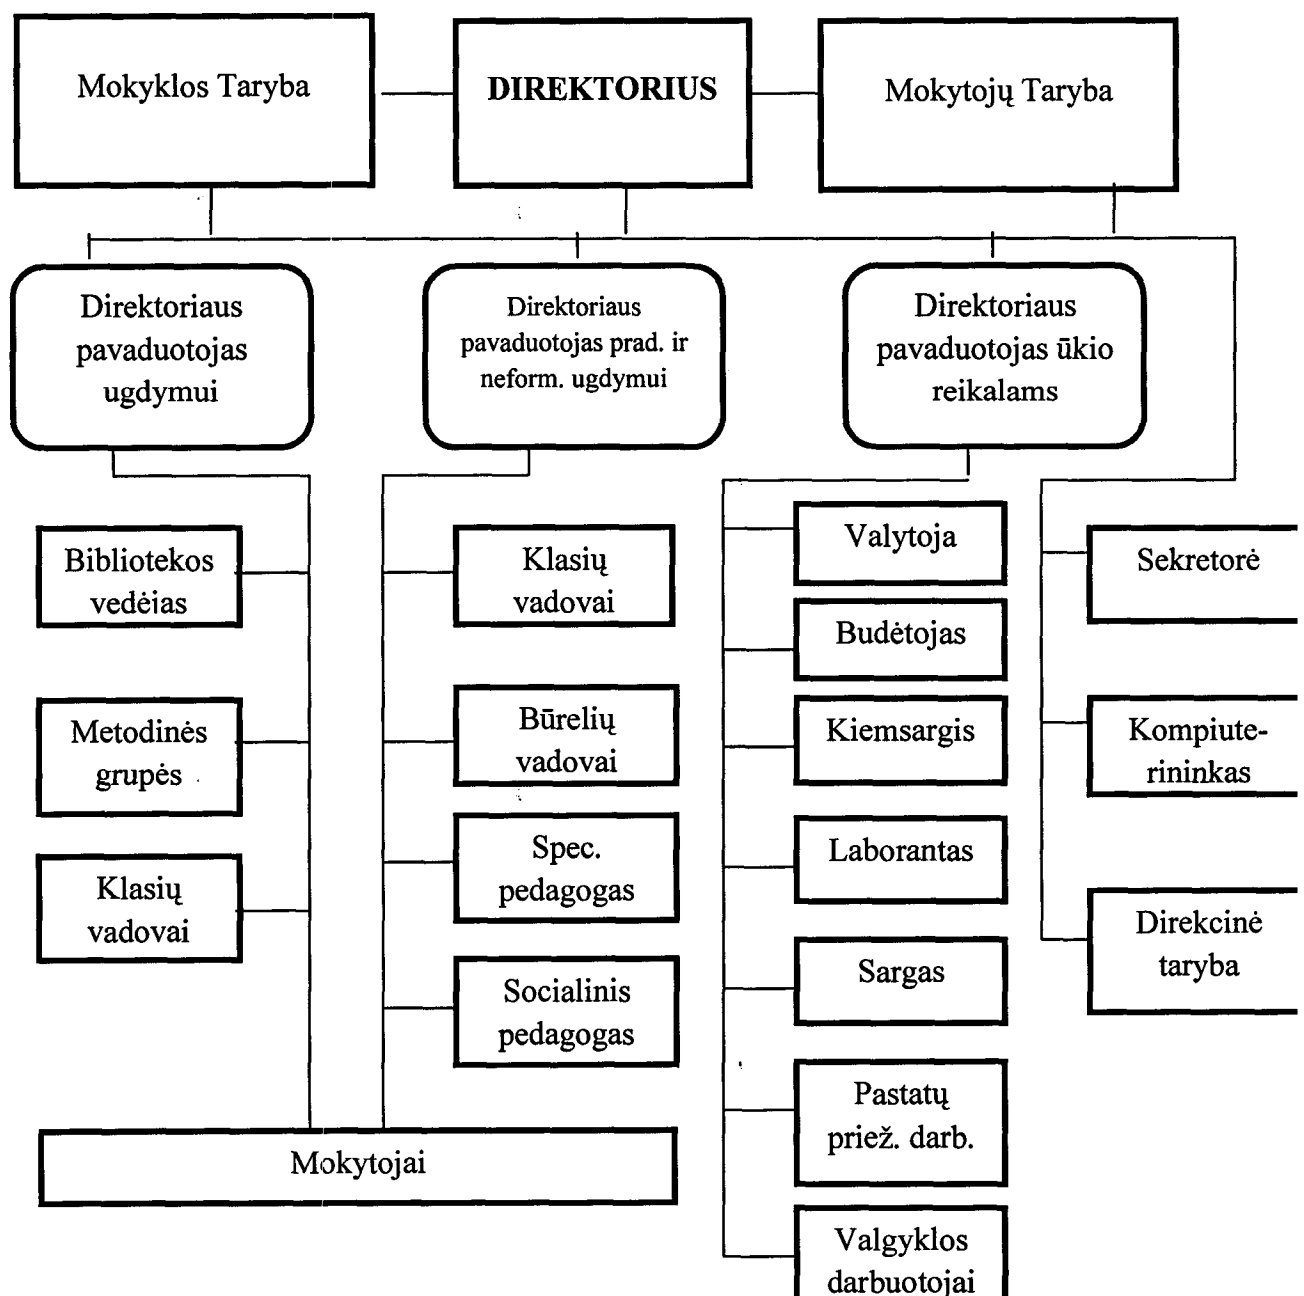 Mokyklos Taryba
DIREKTORIUS
Mokytojų Taryba
Direktoriaus
pavaduotojas
ugdymui
Direktoriaus
pavaduotojas prad. ir
neform. ugdymui
Direktoriaus
pavaduotojas ūkio
reikalams
Bibliotekos
vedėjas
Metodinės
grupės
Klasių
vadovai
Klasių
vadovai
Būrelių
vadovai
Spec.
pedagogas
Socialinis
pedagogas
Mokytojai
Valytoja
Budėtojas
Kiemsargis
Laborantas
Sargas
Pastatų
priež. darb.
Valgyklos
darbuotojai
Sekretorė
Kompiute-
rininkas
Direkcinė
taryba